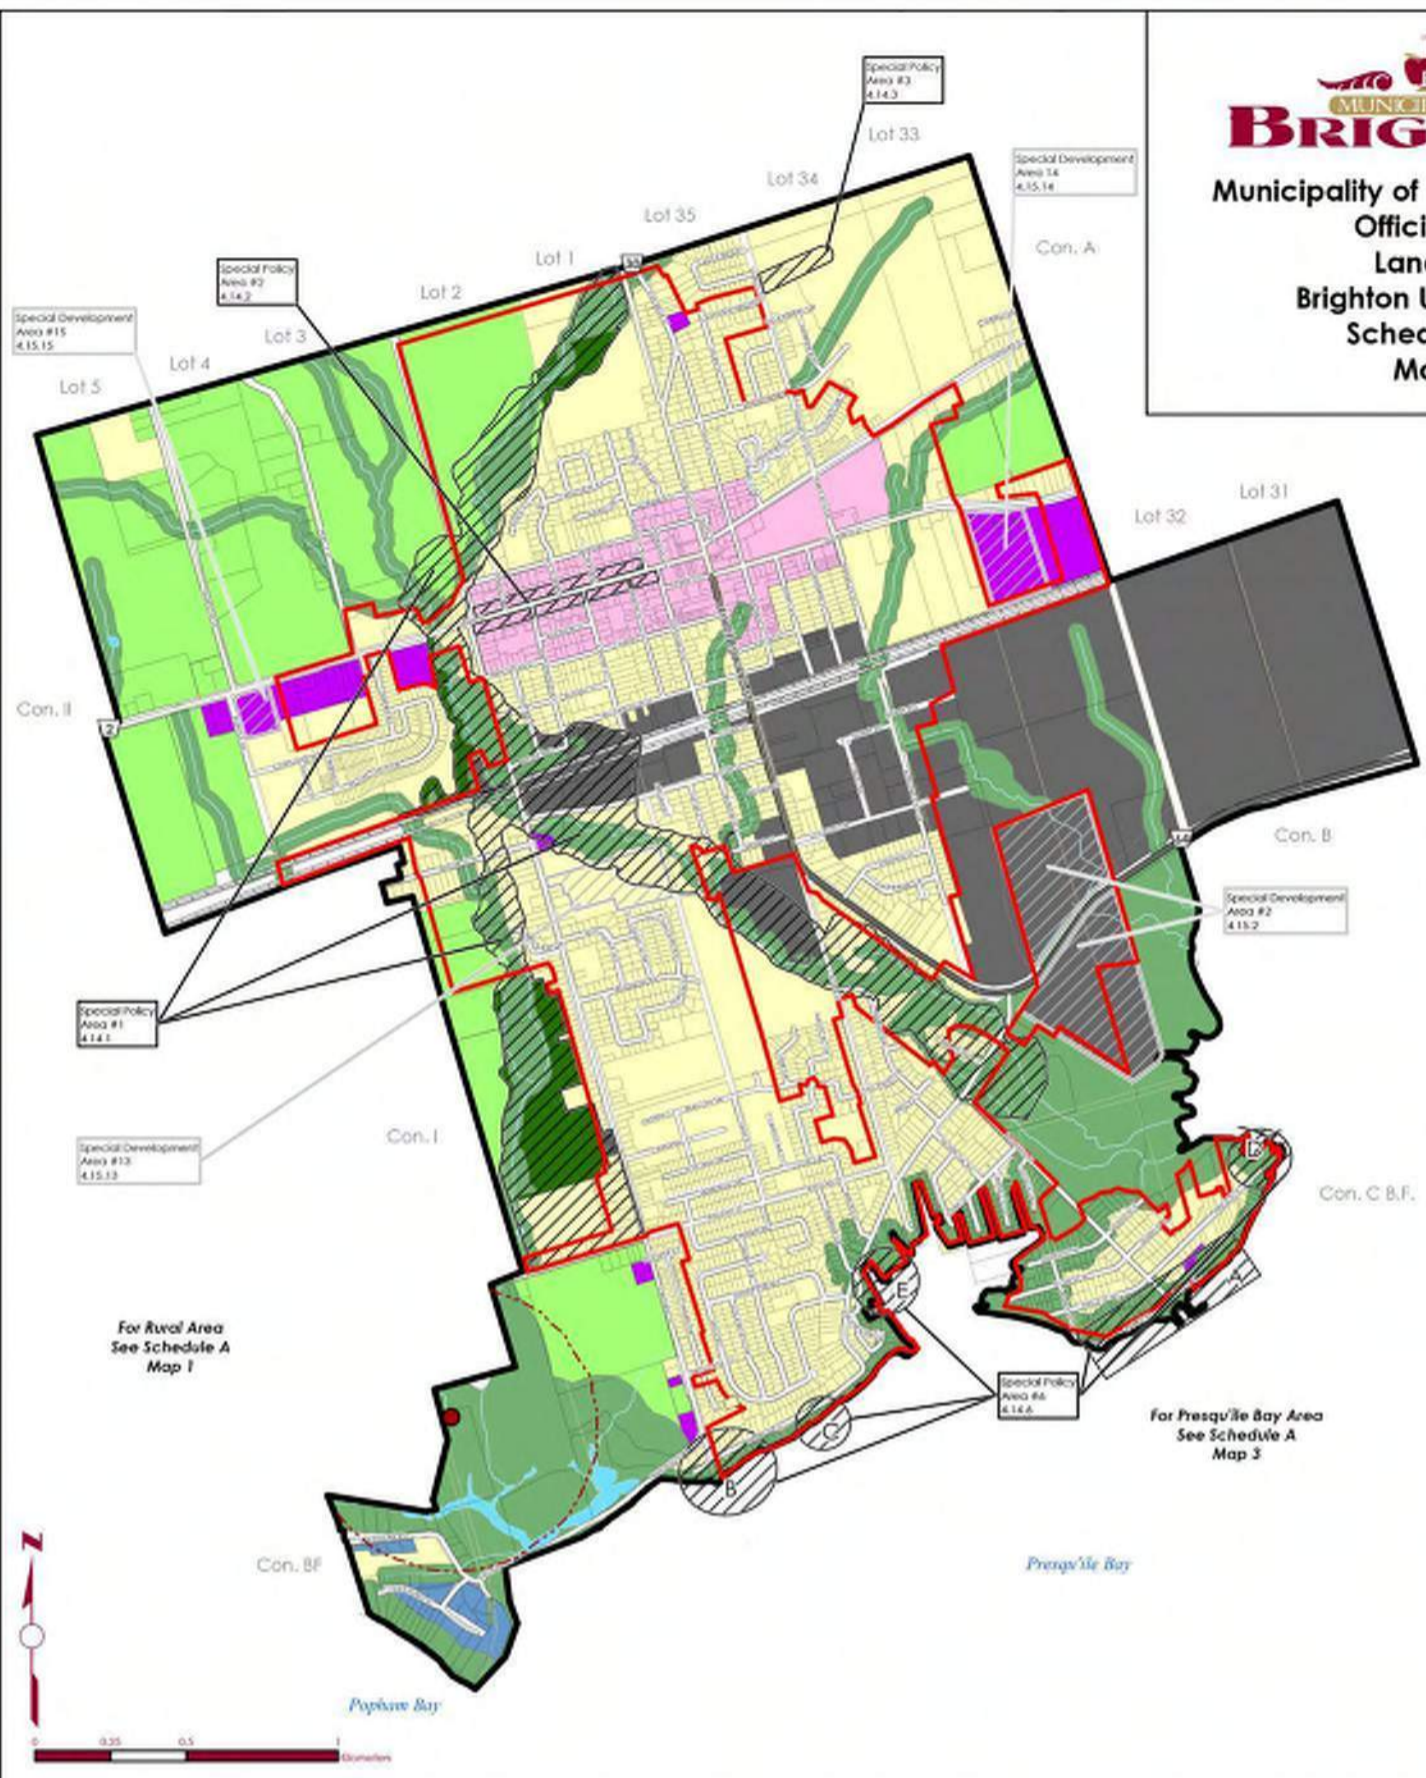 Special Policy
Area #3
4.14.3
Lot 33
Lot 34
Lot 35
Lot 1
Lot 2
Lot 3
Lot 4
Lot 5
30
Special Development
Area 14
4.15.14
Con. A
MUNICI
BRIG
Municipality of
Offici
Lan
Brighton U
Sched
Ma
Special Policy
Area #2
4.14.2
Special Development
Area #15
4.15.15
Lot 31
Lot 32
Con. II
2
Con. B
Special Development
Area #2
4.15.2
Special Policy
Area #1
4.14.1
Special Development
Area #13
4.15.13
Con. I
Con. C B.F.
A
E
C
B
Special Policy
Area #6
4.14.6
For Rural Area
See Schedule A
Map 1
For Presqu'ile Bay Area
See Schedule A
Map 3
Con. BF
Presqu'ile Bay
Popham Bay
N
0 0.25 0.5 1
Kilometers